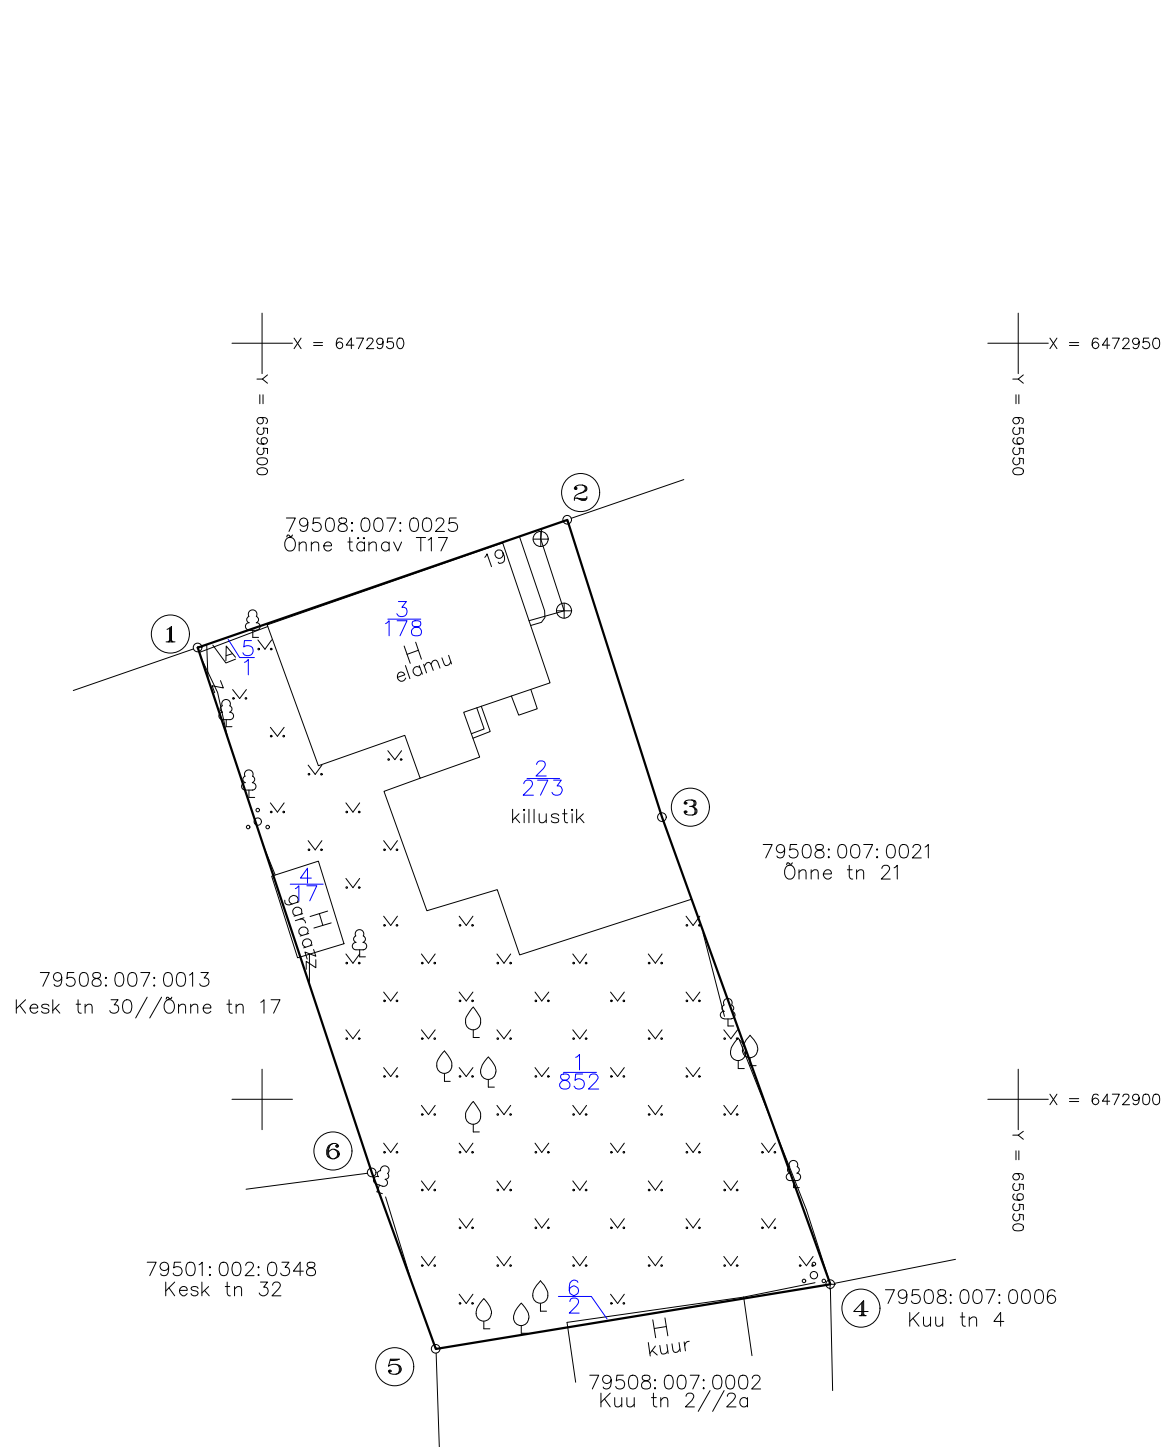 X = 6472950
X = 6472950
Y = 659500
Y = 659550
2
79508:007:0025
Õnne tänav T17
19
1
3
178
H
elamu
A
5
1
Z
2
273
killustik
3
79508:007:0021
Õnne tn 21
4
17
H
garaaz
Z
79508:007:0013
Kesk tn 30//Õnne tn 17
1
852
X = 6472900
Y = 659550
6
79501:002:0348
Kesk tn 32
6
2
4
79508:007:0006
Kuu tn 4
H
kuur
5
79508:007:0002
Kuu tn 2//2a